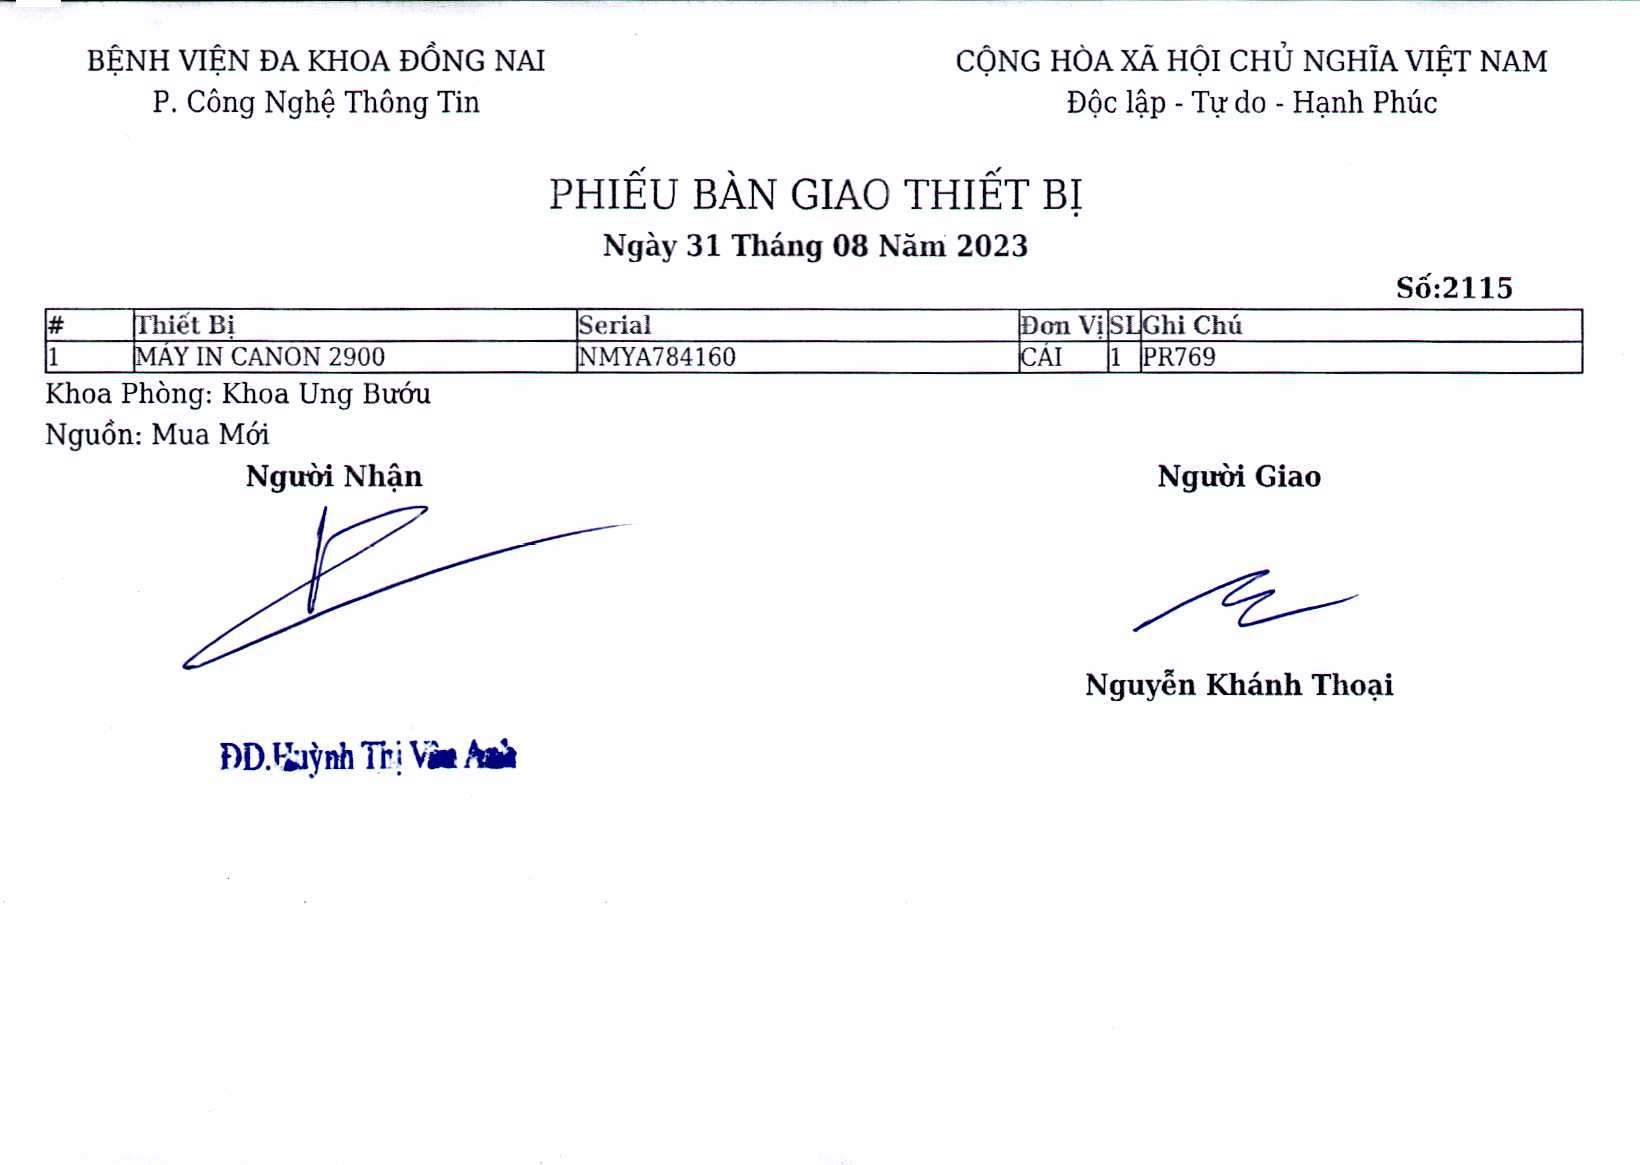 BỆNH VIỆN ĐA KHOA ĐỒNG NAI
P. Công Nghệ Thông Tin
CỘNG HÒA XÃ HỘI CHỦ NGHĨA VIỆT NAM
Độc lập - Tự do - Hạnh Phúc
PHIẾU BÀN GIAO THIẾT BỊ
Ngày 31 Tháng 08 Năm 2023
Số:2115
# Thiết Bị Serial Đơn Vị SL Ghi Chú
1 MÁY IN CANON 2900 NMYA784160 CÁI 1 PR769
Khoa Phòng: Khoa Ung Bướu
Nguồn: Mua Mới
Người Nhận Người Giao
Nguyễn Khánh Thoại
ĐD.Huỳnh Thị Vân Anh